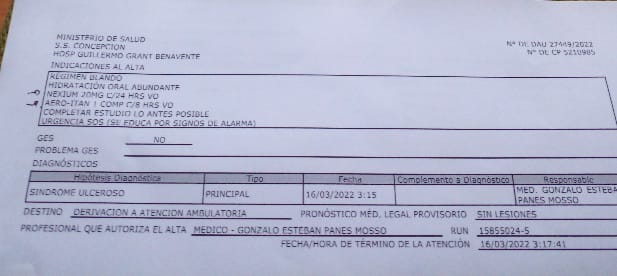 MINISTERIO DE SALUD
S.S. CONCEPCION
HOSP GUILLERMO GRANT BENAVENTE
Nº DE DAU 27449/2022
Nº DE CP 5210985
INDICACIONES AL ALTA
REGIMEN BLANDO
HIDRATACION ORAL ABUNDANTE
NEXIUM 20MG C/24 HRS VO
AERO-ITAN 1 COMP C/8 HRS VO
COMPLETAR ESTUDIO LO ANTES POSIBLE
URGENCIA SOS (SE EDUCA POR SIGNOS DE ALARMA)
GES NO
PROBLEMA GES
DIAGNÓSTICOS
Hipótesis Diagnóstica Tipo Fecha Complemento a Diagnóstico Responsable
SINDROME ULCEROSO PRINCIPAL 16/03/2022 3:15 MED. GONZALO ESTEBA
PANES MOSSO
DESTINO DERIVACION A ATENCION AMBULATORIA PRONÓSTICO MÉD. LEGAL PROVISORIO SIN LESIONES
PROFESIONAL QUE AUTORIZA EL ALTA MEDICO - GONZALO ESTEBAN PANES MOSSO RUN 15855024-5
FECHA/HORA DE TÉRMINO DE LA ATENCIÓN 16/03/2022 3:17:41